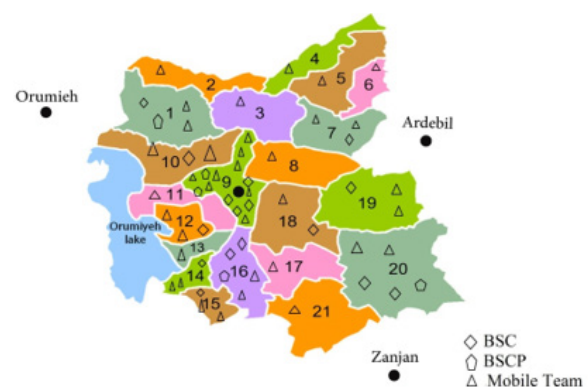 4
5
2
6
Orumieh
1
3
7
Ardebil
10
8
9
11
19
Orumiyeh
lake
12
18
13
20
14
16
17
15
21
BSC
BSCP
Mobile Team
Zanjan